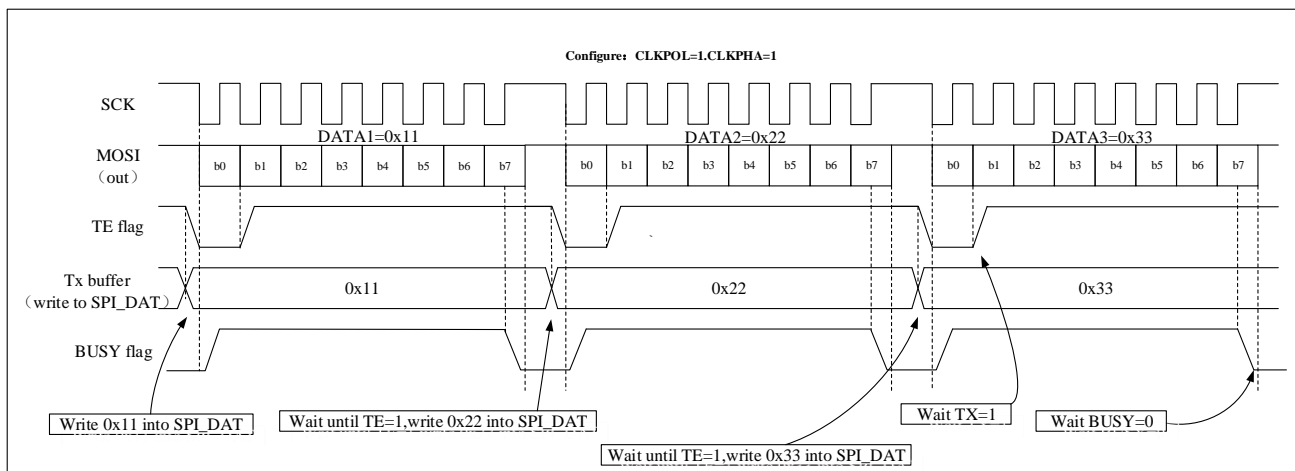 Configure：CLKPOL=1.CLKPHA=1
SCK
DATA1=0x11 DATA2=0x22 DATA3=0x33
MOSI
（out）
b0 b1 b2 b3 b4 b5 b6 b7 b0 b1 b2 b3 b4 b5 b6 b7 b0 b1 b2 b3 b4 b5 b6 b7
TE flag
Tx buffer
（write to SPI_DAT）
0x11 0x22 0x33
BUSY flag
Write 0x11 into SPI_DAT
Wait until TE=1,write 0x22 into SPI_DAT
Wait TX=1
Wait BUSY=0
Wait until TE=1,write 0x33 into SPI_DAT